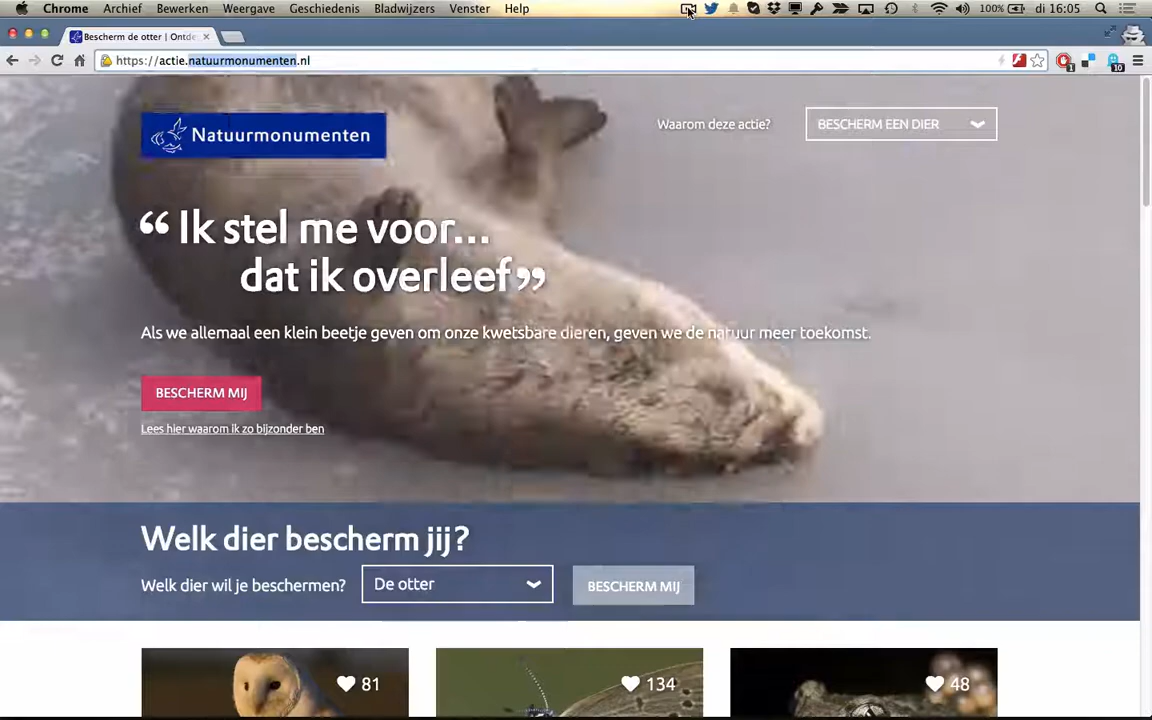 Chrome Archief Bewerken Weergave Geschiedenis Bladwijzers Venster Help 100% di 16:05
Bescherm de otter | Ontde
https://actie.natuurmonumenten.nl
1
10
Natuurmonumenten
Waarom deze actie?
BESCHERM EEN DIER
“Ik stel me voor...
dat ik overleef”
Als we allemaal een klein beetje geven om onze kwetsbare dieren, geven we de natuur meer toekomst.
BESCHERM MIJ
Lees hier waarom ik zo bijzonder ben
Welk dier bescherm jij?
Welk dier wil je beschermen? De otter BESCHERM MIJ
81 134 48